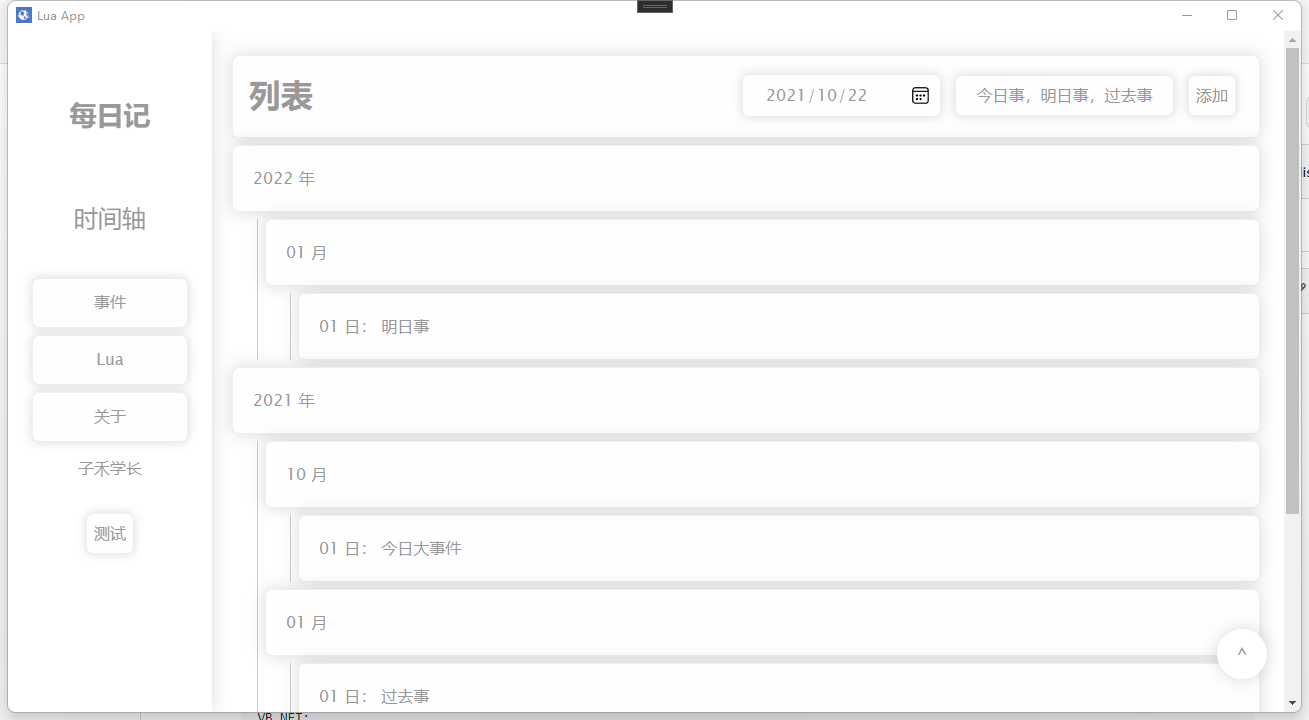 Lua App
每日记
时间轴
事件
Lua
关于
子禾学长
测试
列表
2021/10/22
今日事，明日事，过去事
添加
2022 年
01 月
01 日： 明日事
2021 年
10 月
01 日： 今日大事件
01 月
01 日： 过去事
^
VB.NET: